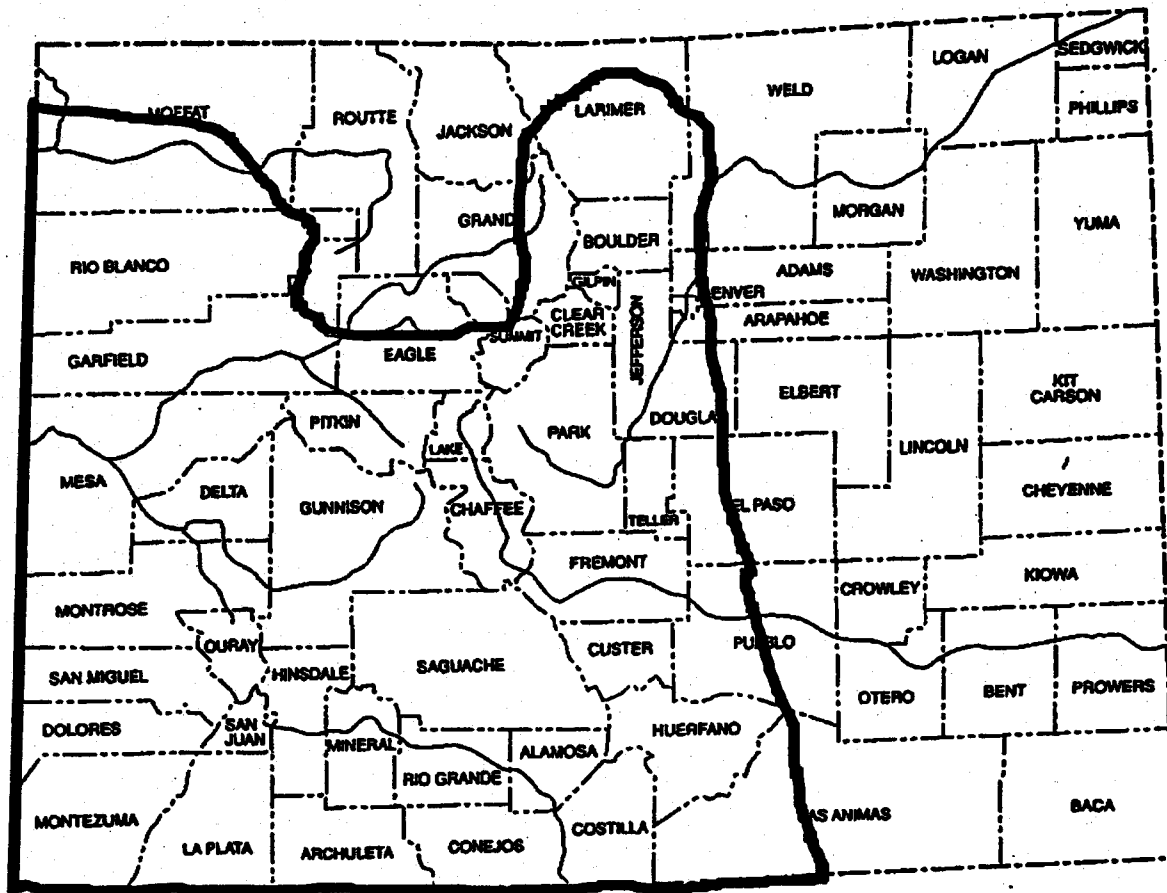 SEDGWICK
LOGAN
WELD
PHILLIPS
MOFFAT
ROUTTE
JACKSON
LARIMER
MORGAN
YUMA
GRAND
BOULDER
RIO BLANCO
ADAMS
WASHINGTON
GILPIN
ENVER
CLEAR
CREEK
ARAPAHOE
JEFFERSON
SUMMIT
EAGLE
GARFIELD
ELBERT
KIT
CARSON
PITKIN
PARK
DOUGLA
LAKE
LINCOLN
MESA
DELTA
GUNNISON
CHAFFEE
TELLER
EL PASO
CHEYENNE
FREMONT
CROWLEY
KIOWA
MONTROSE
OURAY
CUSTER
PUEBLO
SAN MIGUEL
HINSDALE
SAGUACHE
OTERO
BENT
PROWERS
DOLORES
SAN
JUAN
MINERAL
ALAMOSA
HUERFANO
RIO GRANDE
MONTEZUMA
LA PLATA
ARCHULETA
CONEJOS
COSTILLA
AS ANIMAS
BACA